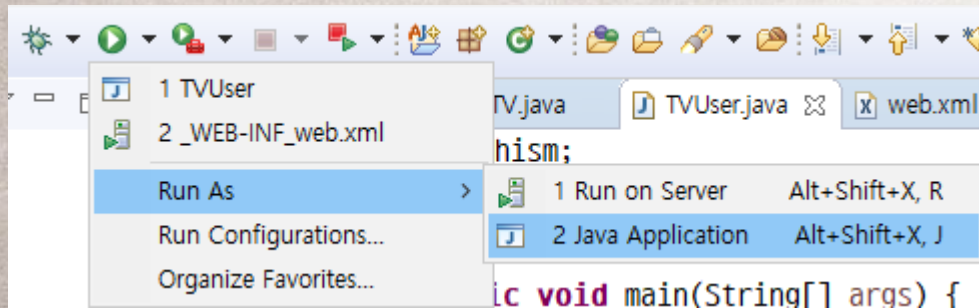 1 TVUser
2 _WEB-INF_web.xml
Run As >
Run Configurations...
Organize Favorites...
TV.java
TVUser.java
web.xml
hism;
1 Run on Server Alt+Shift+X, R
2 Java Application Alt+Shift+X, J
ic void main(String[] args) {